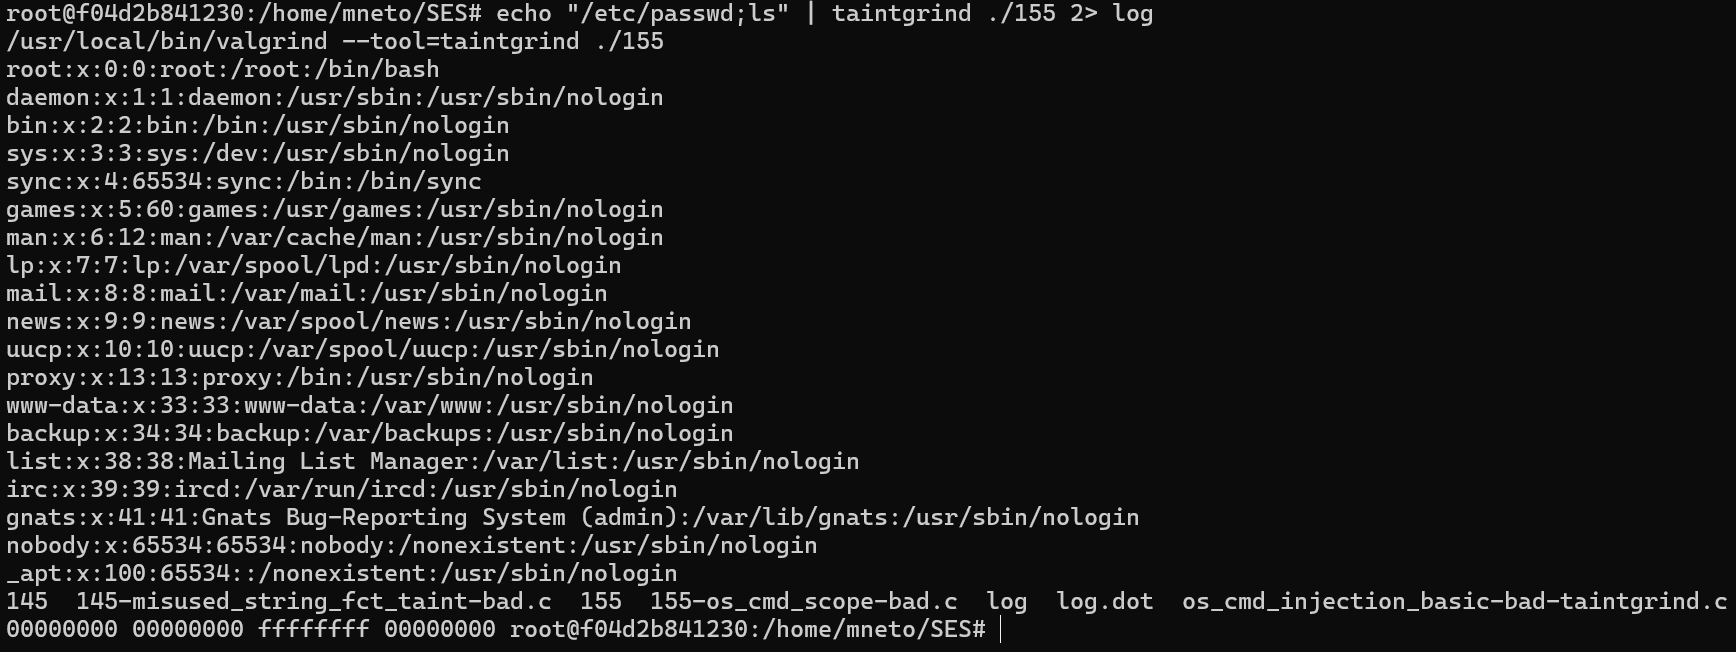 root@f04d2b841230:/home/mneto/SES# echo "/etc/passwd;ls" | taintgrind ./155 2> log
/usr/local/bin/valgrind --tool=taintgrind ./155
root:x:0:0:root:/root:/bin/bash
daemon:x:1:1:daemon:/usr/sbin:/usr/sbin/nologin
bin:x:2:2:bin:/bin:/usr/sbin/nologin
sys:x:3:3:sys:/dev:/usr/sbin/nologin
sync:x:4:65534:sync:/bin:/bin/sync
games:x:5:60:games:/usr/games:/usr/sbin/nologin
man:x:6:12:man:/var/cache/man:/usr/sbin/nologin
lp:x:7:7:lp:/var/spool/lpd:/usr/sbin/nologin
mail:x:8:8:mail:/var/mail:/usr/sbin/nologin
news:x:9:9:news:/var/spool/news:/usr/sbin/nologin
uucp:x:10:10:uucp:/var/spool/uucp:/usr/sbin/nologin
proxy:x:13:13:proxy:/bin:/usr/sbin/nologin
www-data:x:33:33:www-data:/var/www:/usr/sbin/nologin
backup:x:34:34:backup:/var/backups:/usr/sbin/nologin
list:x:38:38:Mailing List Manager:/var/list:/usr/sbin/nologin
irc:x:39:39:ircd:/var/run/ircd:/usr/sbin/nologin
gnats:x:41:41:Gnats Bug-Reporting System (admin):/var/lib/gnats:/usr/sbin/nologin
nobody:x:65534:65534:nobody:/nonexistent:/usr/sbin/nologin
_apt:x:100:65534::/nonexistent:/usr/sbin/nologin
145  145-misused_string_fct_taint-bad.c  155  155-os_cmd_scope-bad.c  log  log.dot  os_cmd_injection_basic-bad-taintgrind.c
00000000 00000000 ffffffff 00000000 root@f04d2b841230:/home/mneto/SES#